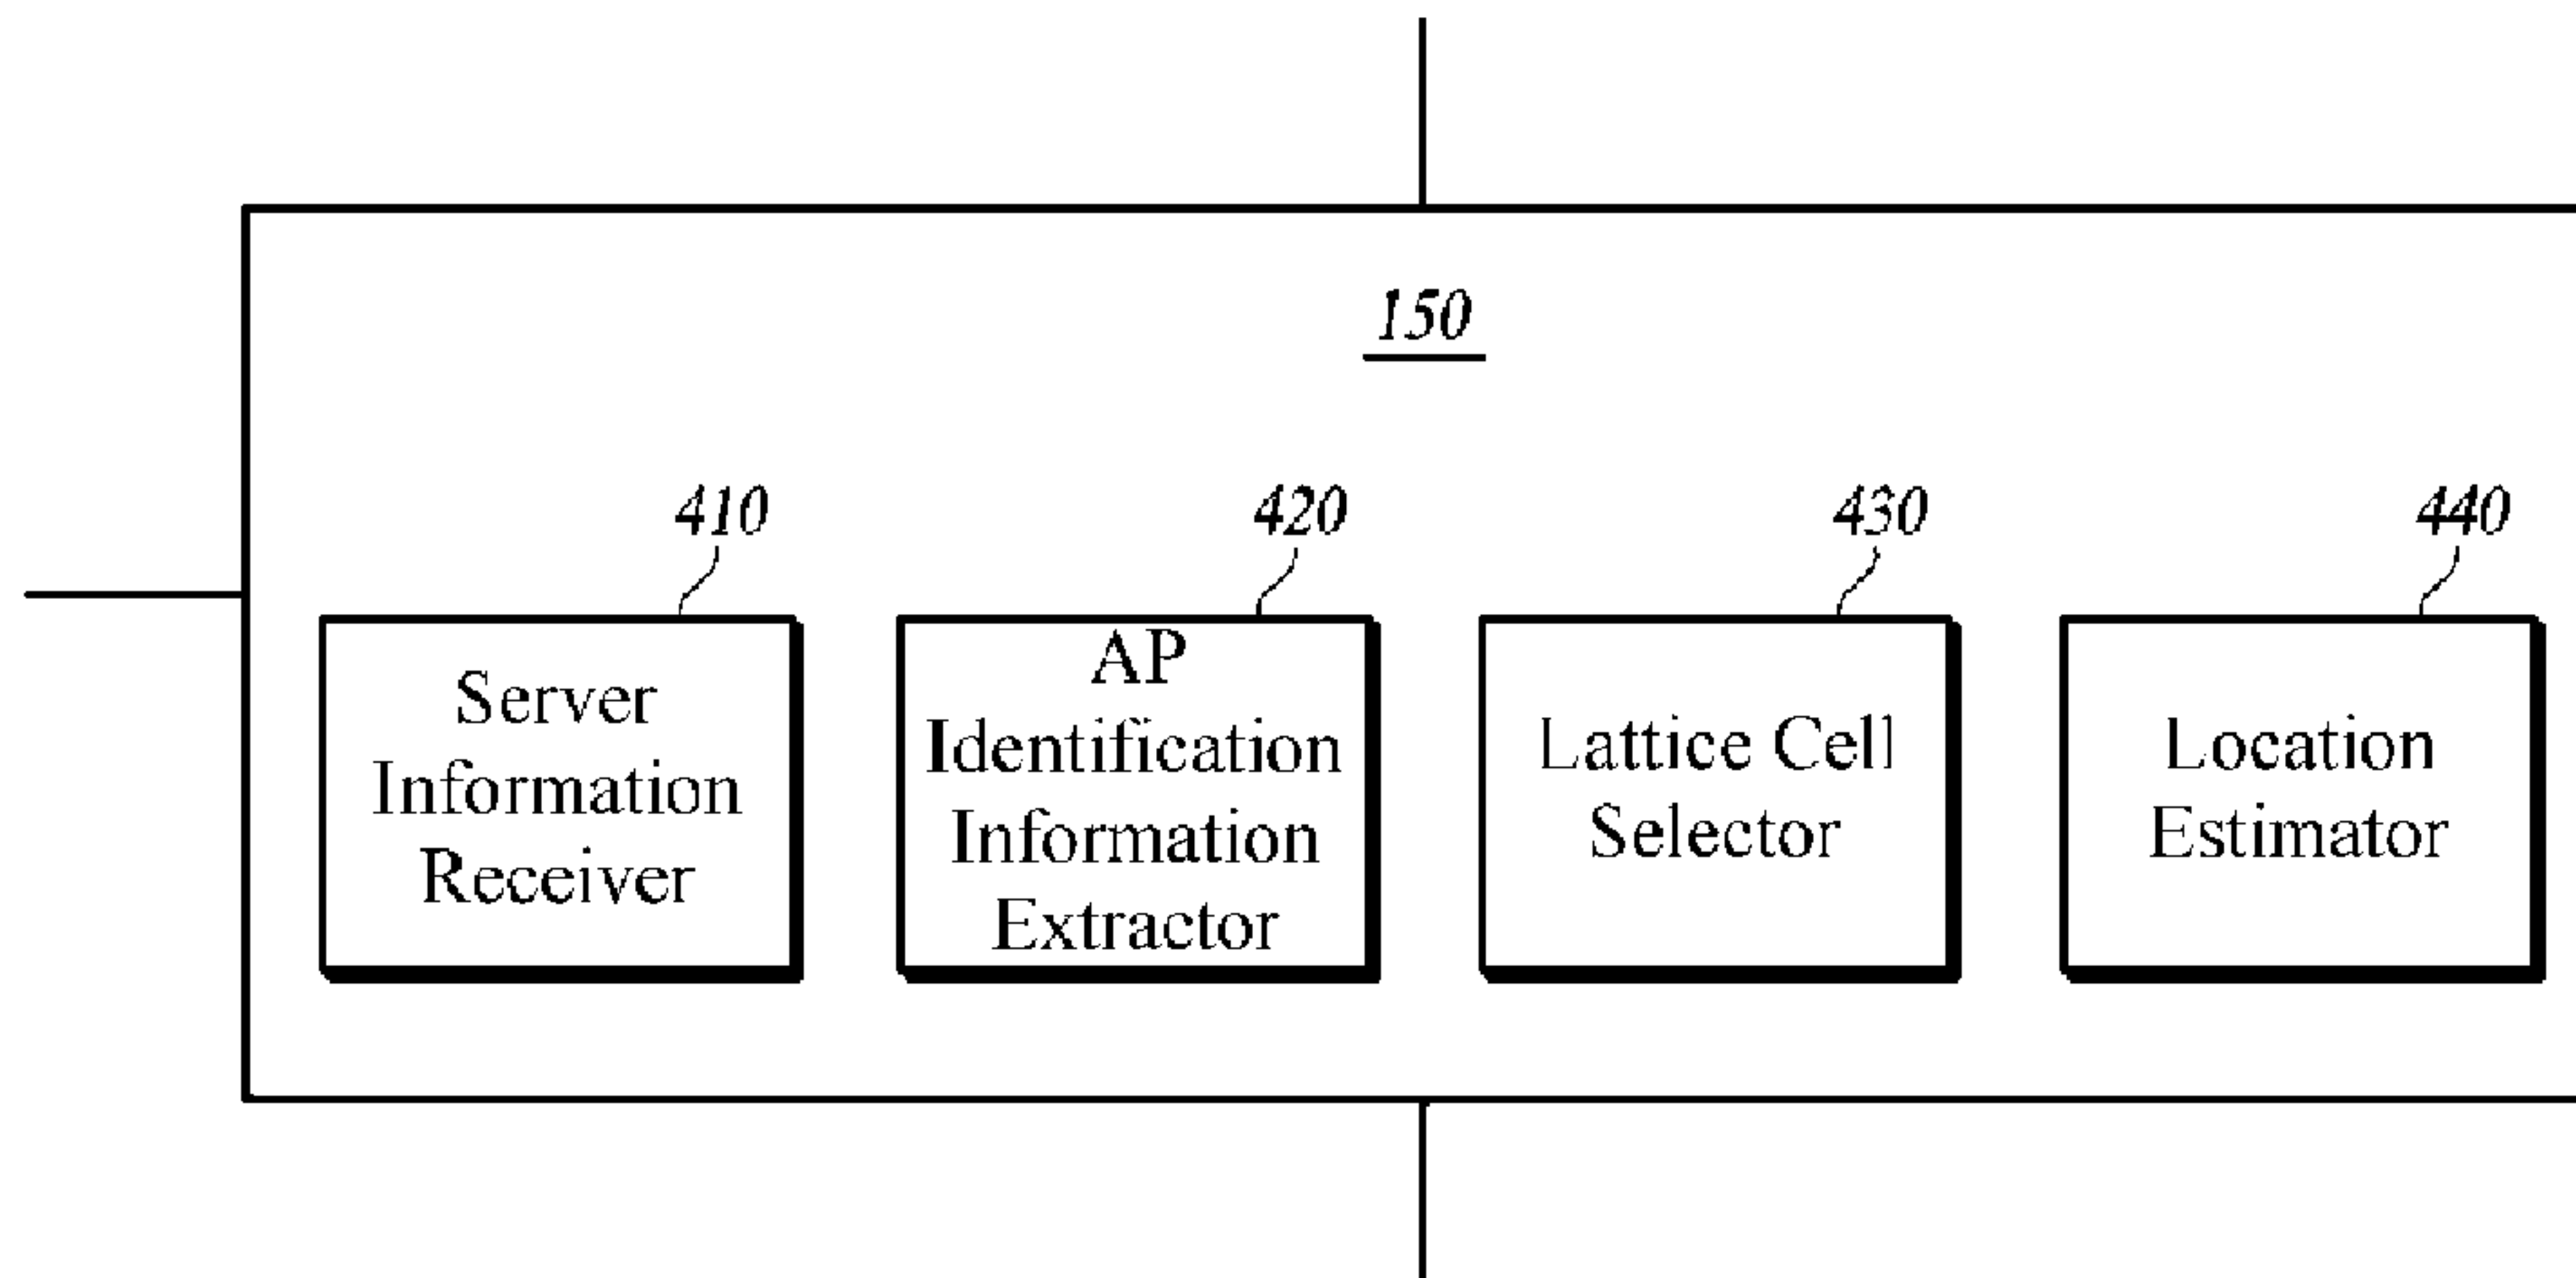 150
410
420
430
440
Server
Information
Receiver
AP
Identification
Information
Extractor
Lattice Cell
Selector
Location
Estimator